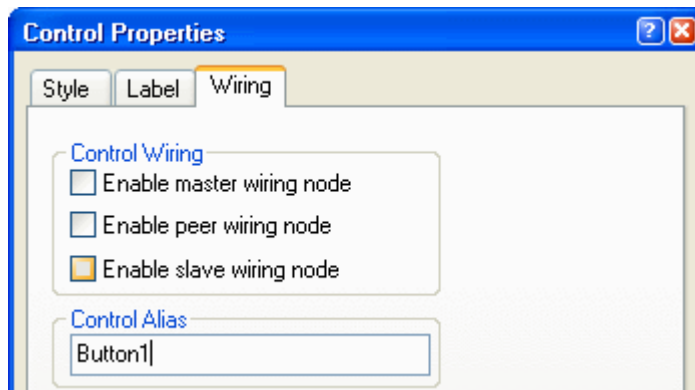 Control Properties
Style Label Wiring
Control Wiring
Enable master wiring node
Enable peer wiring node
Enable slave wiring node
Control Alias
Button1